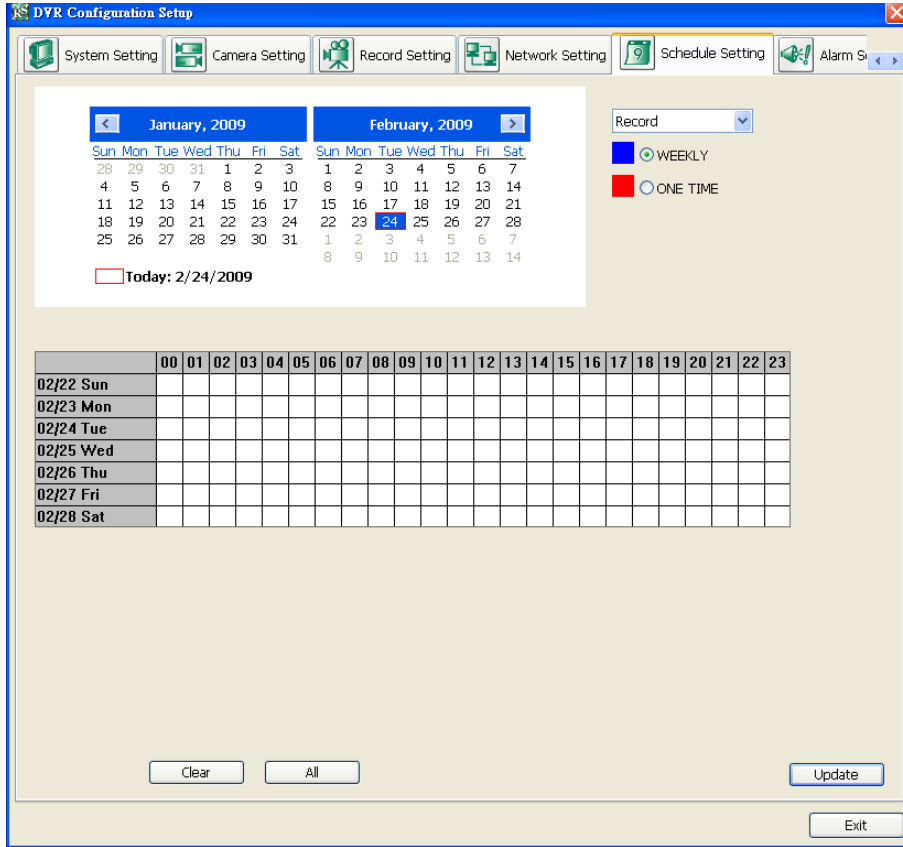 DVR Configuration Setup
System Setting Camera Setting Record Setting Network Setting Schedule Setting Alarm S
January, 2009 February, 2009
Sun Mon Tue Wed Thu Fri Sat Sun Mon Tue Wed Thu Fri Sat
28 29 30 31 1 2 3 1 2 3 4 5 6 7
4 5 6 7 8 9 10 8 9 10 11 12 13 14
11 12 13 14 15 16 17 15 16 17 18 19 20 21
18 19 20 21 22 23 24 22 23 24 25 26 27 28
25 26 27 28 29 30 31 1 2 3 4 5 6 7
8 9 10 11 12 13 14
Today: 2/24/2009
Record
WEEKLY
ONE TIME
00 01 02 03 04 05 06 07 08 09 10 11 12 13 14 15 16 17 18 19 20 21 22 23
02/22 Sun
02/23 Mon
02/24 Tue
02/25 Wed
02/26 Thu
02/27 Fri
02/28 Sat
Clear All Update
Exit